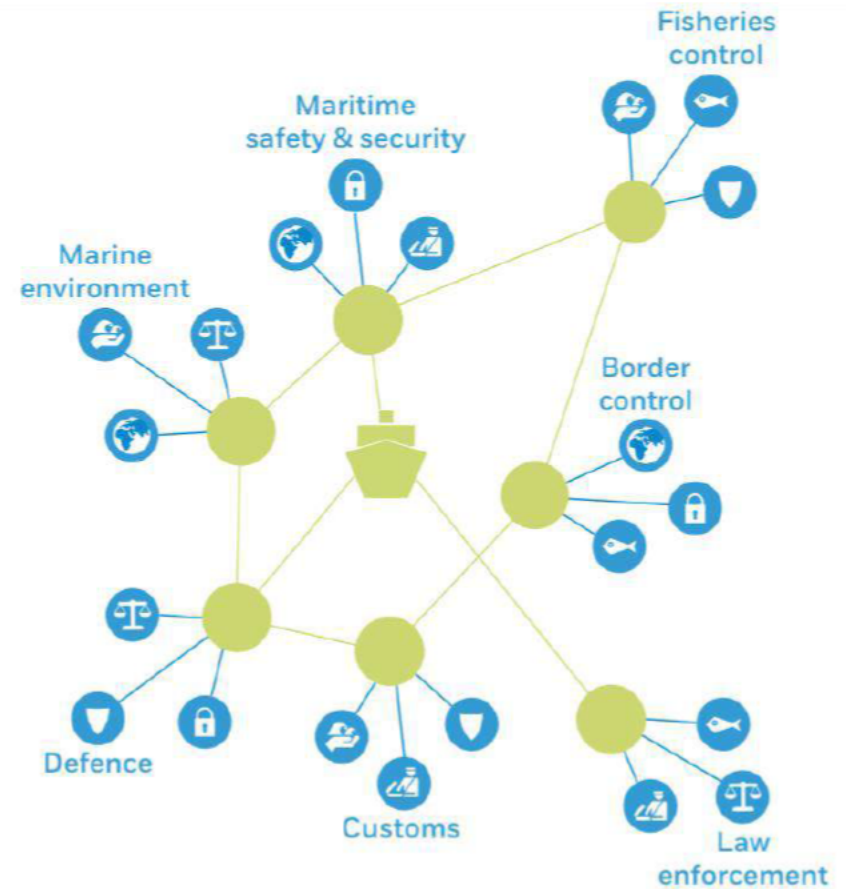 Fisheries
control
Maritime
safety & security
Marine
environment
Border
control
Defence
Customs
Law
enforcement